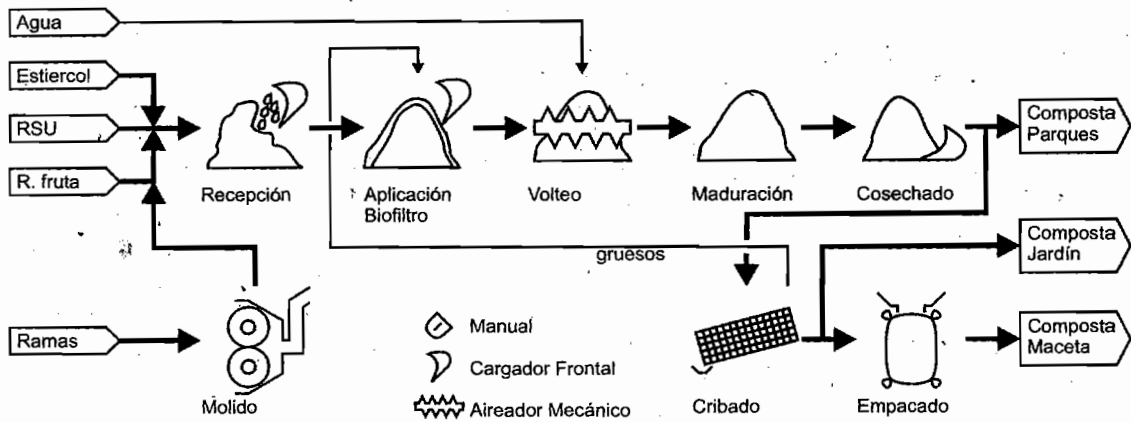 Agua
Estiercol
RSU
R. fruta
Ramas
Recepción
Aplicación
Biofiltro
Volteo
Maduración
Cosechado
Composta
Parques
gruesos
Composta
Jardín
Composta
Maceta
Molido
Manual
Cargador Frontal
Aireador Mecánico
Cribado
Empacado